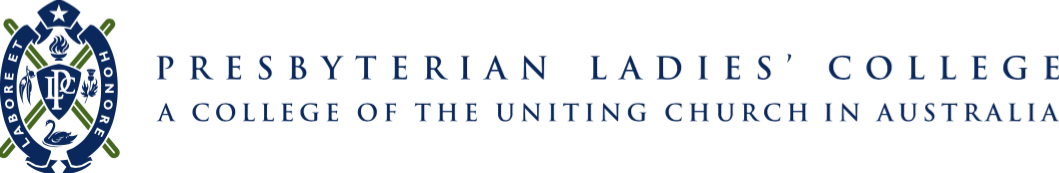 LABORE ET HONORE
PLC
PRESBYTERIAN LADIES' COLLEGE
A COLLEGE OF THE UNITING CHURCH IN AUSTRALIA